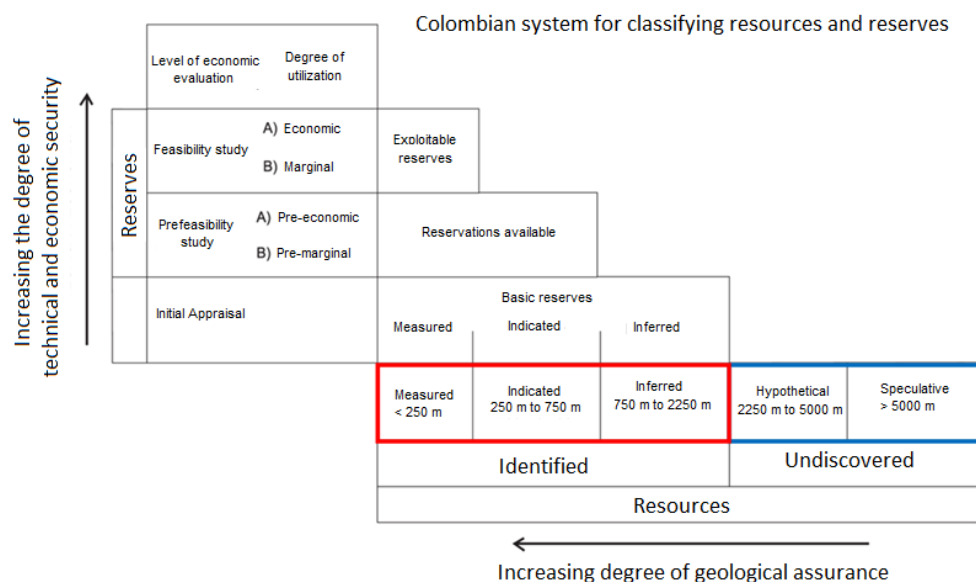 Colombian system for classifying resources and reserves
Increasing the degree of
technical and economic security
Level of economic
evaluation
Degree of
utilization
Reserves
Feasibility study
A) Economic
B) Marginal
Exploitable
reserves
Prefeasibility
study
A) Pre-economic
B) Pre-marginal
Reservations available
Initial Appraisal
Basic reserves
Measured
Indicated
Inferred
Measured
< 250 m
Indicated
250 m to 750 m
Inferred
750 m to 2250 m
Hypothetical
2250 m to 5000 m
Speculative
> 5000 m
Identified
Undiscovered
Resources
Increasing degree of geological assurance